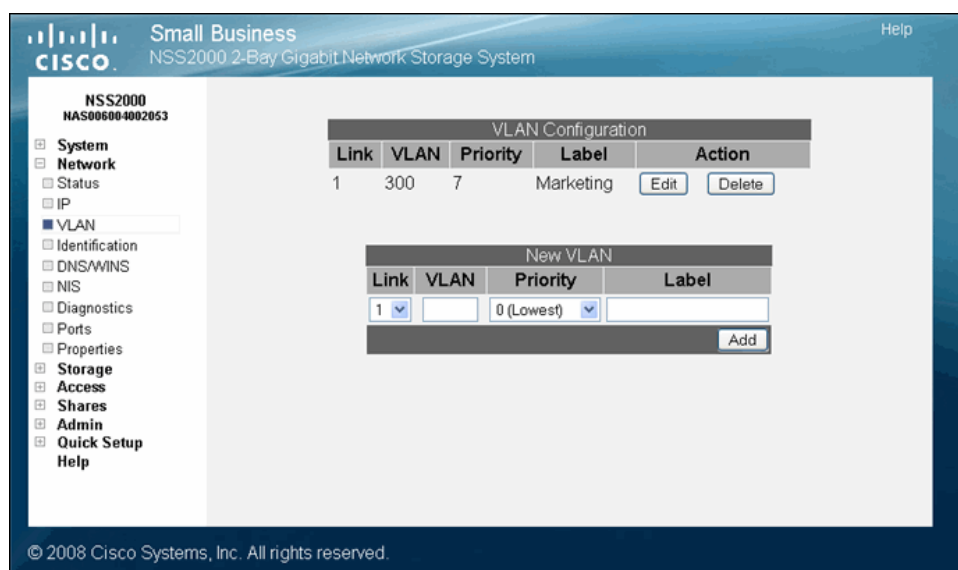 CISCO.
Small Business
NSS2000 2-Bay Gigabit Network Storage System
Help
NSS2000
NAS006004002053
System
Network
Status
IP
VLAN
Identification
DNS/WINS
NIS
Diagnostics
Ports
Properties
Storage
Access
Shares
Admin
Quick Setup
Help
VLAN Configuration
Link VLAN Priority Label Action
1 300 7 Marketing Edit Delete
New VLAN
Link VLAN Priority Label
1 0 (Lowest)
Add
© 2008 Cisco Systems, Inc. All rights reserved.